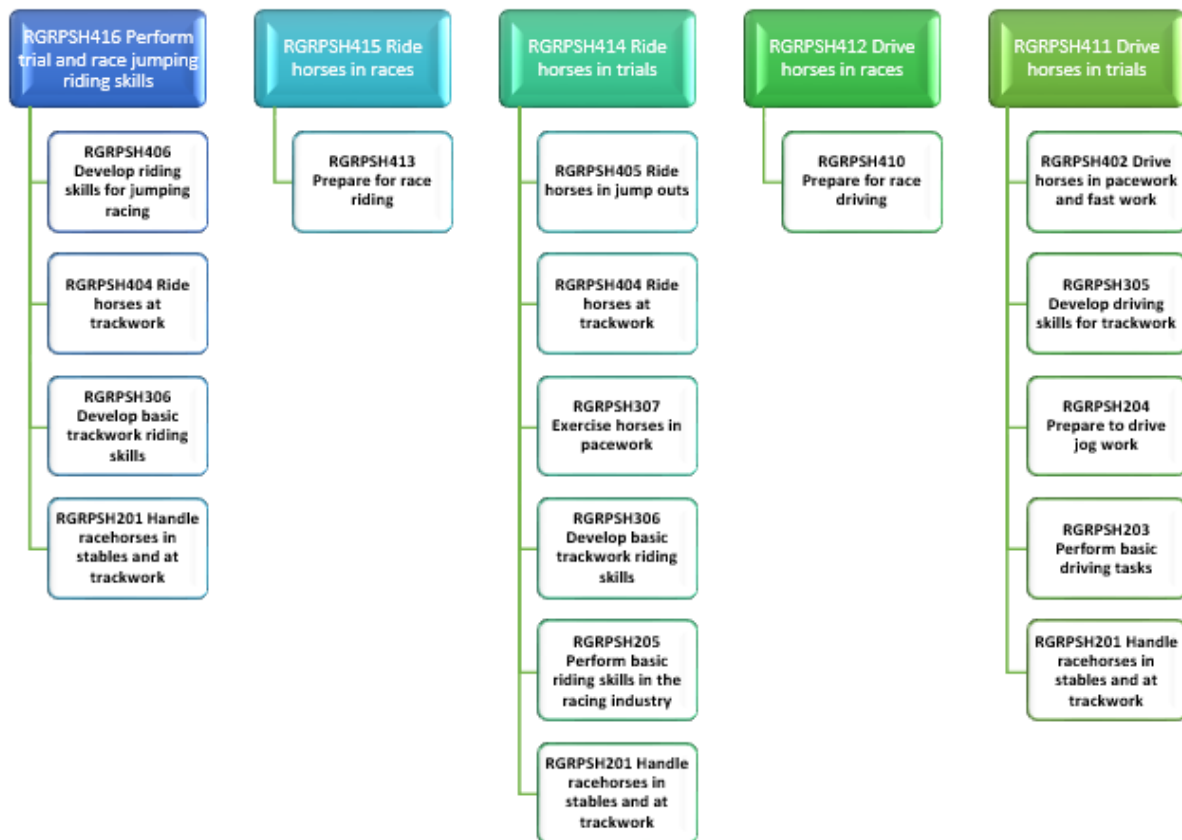 RGRPSH416 Perform
trial and race jumping
riding skills
RGRPSH406
Develop riding
skills for jumping
racing
RGRPSH404 Ride
horses at
trackwork
RGRPSH306
Develop basic
trackwork riding
skills
RGRPSH201 Handle
racehorses in
stables and at
trackwork
RGRPSH415 Ride
horses in races
RGRPSH413
Prepare for race
riding
RGRPSH414 Ride
horses in trials
RGRPSH405 Ride
horses in jump outs
RGRPSH404 Ride
horses at
trackwork
RGRPSH307
Exercise horses in
pacework
RGRPSH306
Develop basic
trackwork riding
skills
RGRPSH205
Perform basic
riding skills in the
racing industry
RGRPSH201 Handle
racehorses in
stables and at
trackwork
RGRPSH412 Drive
horses in races
RGRPSH410
Prepare for race
driving
RGRPSH411 Drive
horses in trials
RGRPSH402 Drive
horses in pacework
and fast work
RGRPSH305
Develop driving
skills for trackwork
RGRPSH204
Prepare to drive
jog work
RGRPSH203
Perform basic
driving tasks
RGRPSH201 Handle
racehorses in
stables and at
trackwork